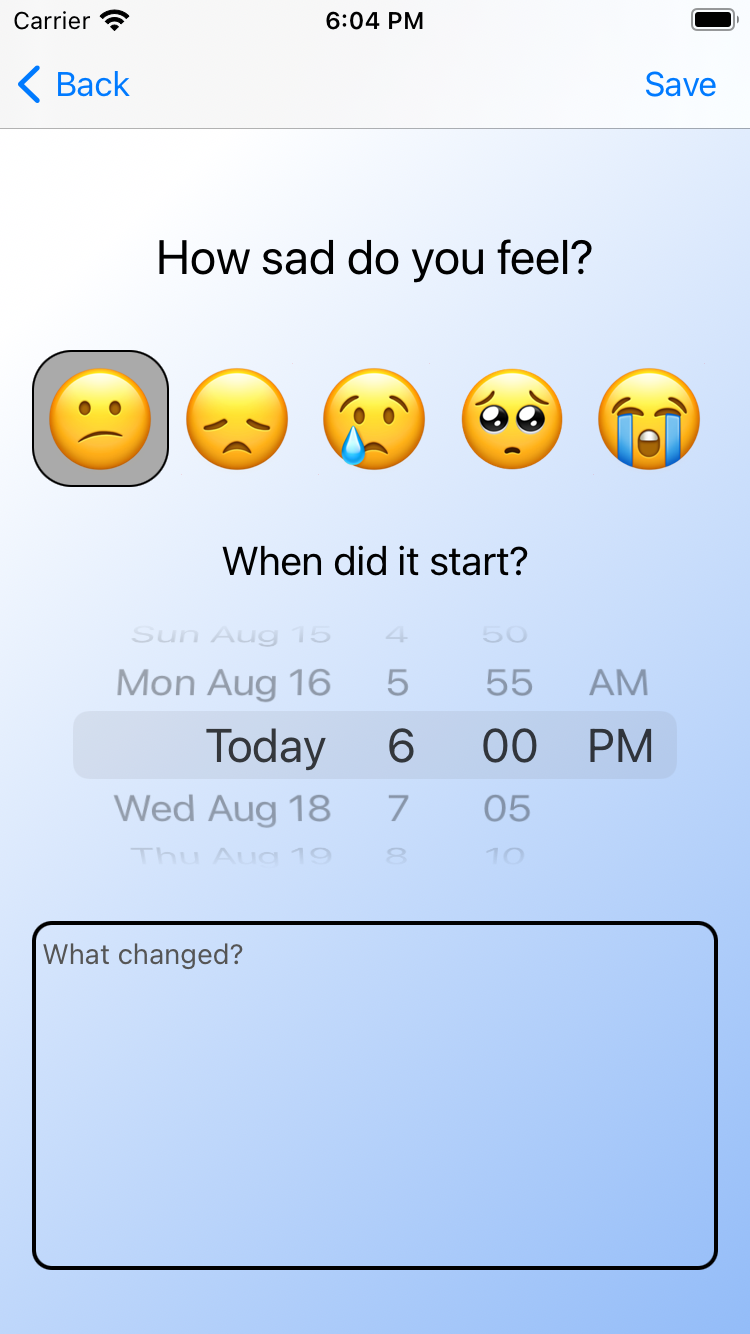 Carrier 6:04 PM
Back Save
How sad do you feel?
When did it start?
Sun Aug 15 4 50
Mon Aug 16 5 55 AM
Today 6 00 PM
Wed Aug 18 7 05
Thu Aug 19 8 10
What changed?